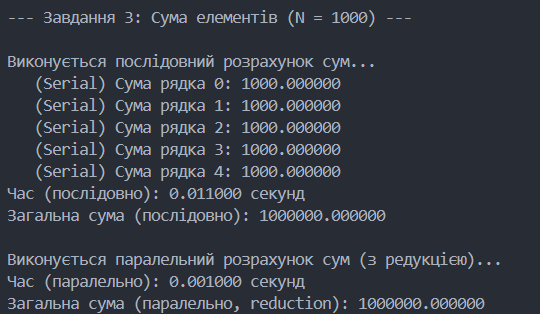 --- Завдання 3: Сума елементів (N = 1000) ---
Виконується послідовний розрахунок сум...
(Serial) Сума рядка 0: 1000.000000
(Serial) Сума рядка 1: 1000.000000
(Serial) Сума рядка 2: 1000.000000
(Serial) Сума рядка 3: 1000.000000
(Serial) Сума рядка 4: 1000.000000
Час (послідовно): 0.011000 секунд
Загальна сума (послідовно): 1000000.000000
Виконується паралельний розрахунок сум (з редукцією)...
Час (паралельно): 0.001000 секунд
Загальна сума (паралельно, reduction): 1000000.000000